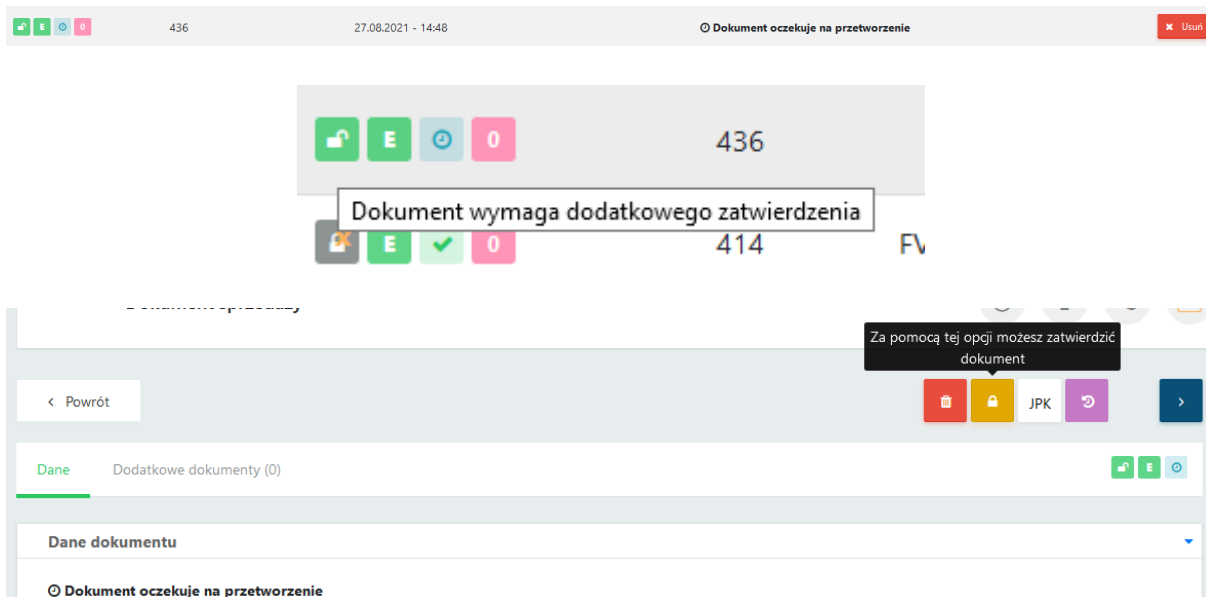 E 0 436 27.08.2021 - 14:48 Dokument oczekuje na przetworzenie Usuń
E 0 436
Dokument wymaga dodatkowego zatwierdzenia
E 0 414 FV
Za pomocą tej opcji możesz zatwierdzić
dokument
Powrót JPK
Dane Dodatkowe dokumenty (0) E
Dane dokumentu
Dokument oczekuje na przetworzenie